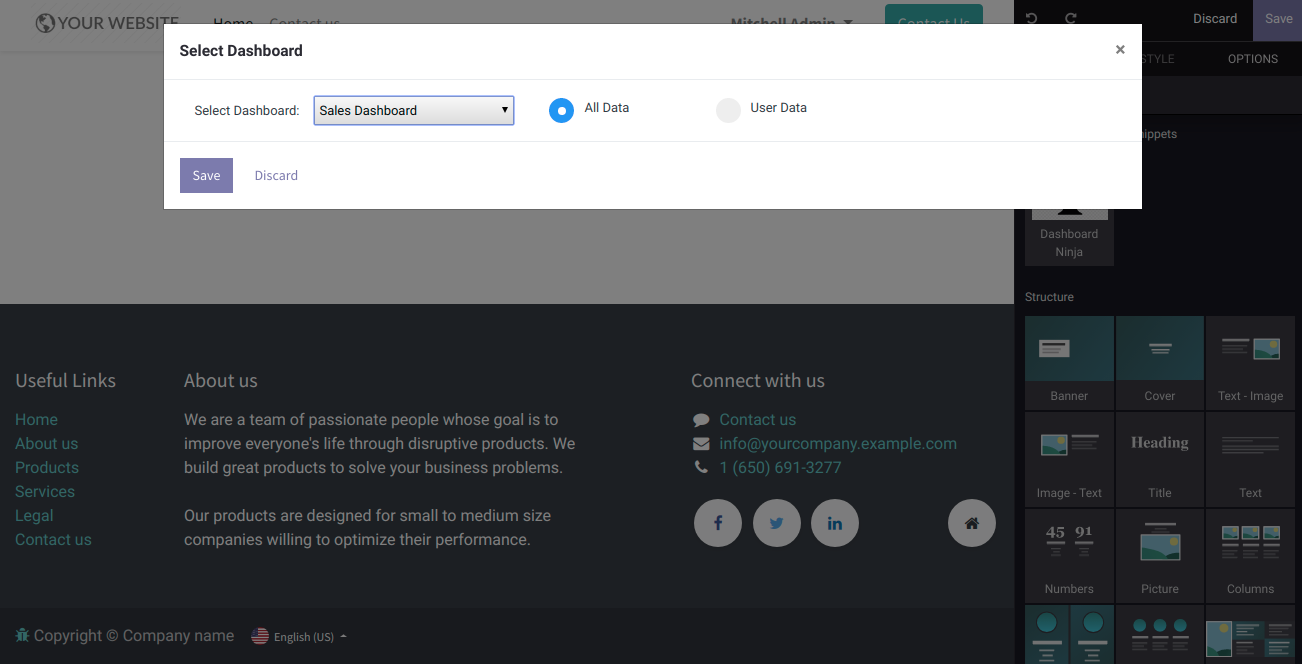 YOUR WEBSITE Home Contact us Mitchell Admin Contact Us Discard Save
Select Dashboard ×
STYLE OPTIONS
Select Dashboard: Sales Dashboard All Data User Data
Save Discard
Dashboard
Ninja
Structure
Banner Cover Text - Image
Heading
Image - Text Title Text
45 91
Numbers Picture Columns
Useful Links
Home
About us
Products
Services
Legal
Contact us
About us
We are a team of passionate people whose goal is to
improve everyone's life through disruptive products. We
build great products to solve your business problems.
Our products are designed for small to medium size
companies willing to optimize their performance.
Connect with us
Contact us
info@yourcompany.example.com
1 (650) 691-3277
Copyright © Company name English (US)